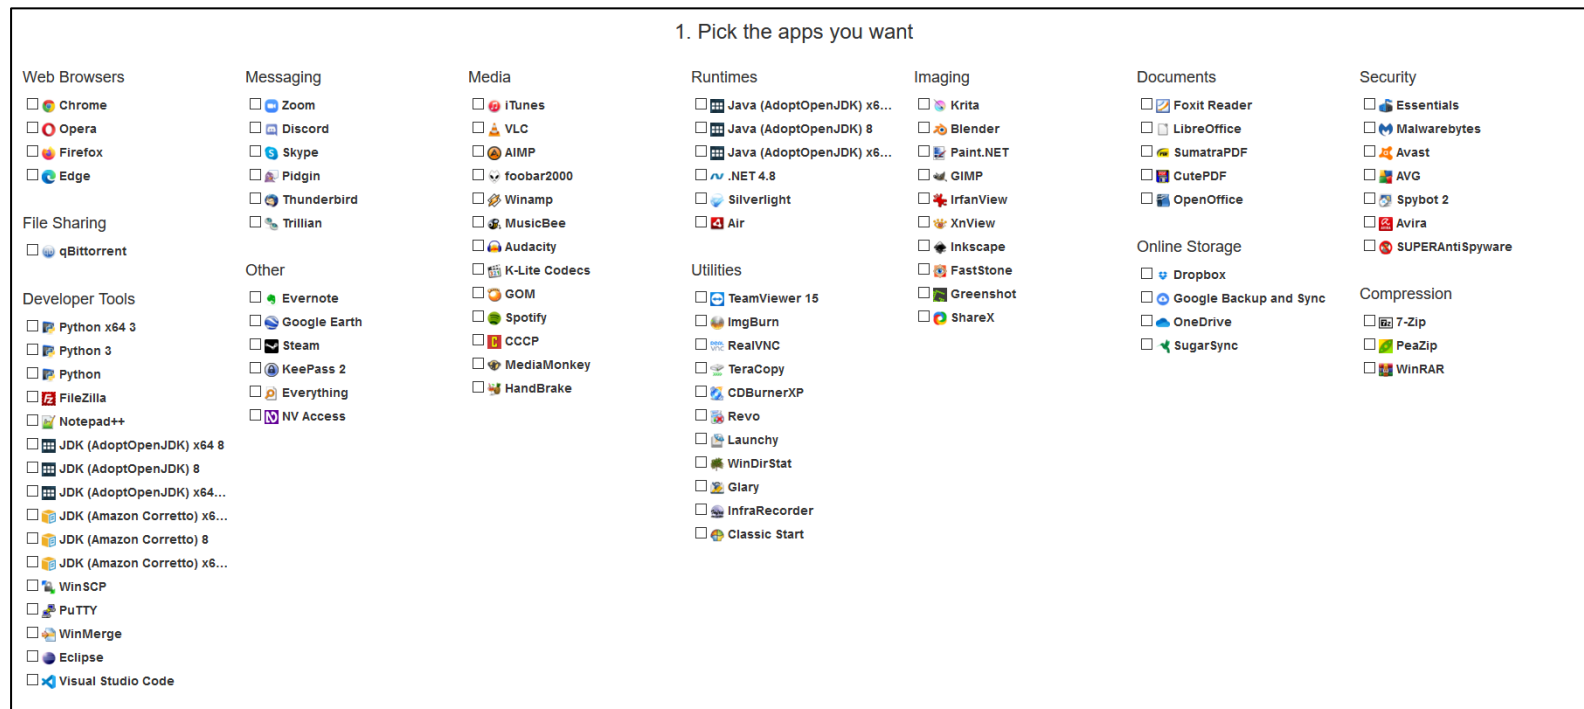 1. Pick the apps you want
Web Browsers
Chrome
Opera
Firefox
Edge
File Sharing
qBittorrent
Developer Tools
Python x64 3
Python 3
Python
FileZilla
Notepad++
JDK (AdoptOpenJDK) x64 8
JDK (AdoptOpenJDK) 8
JDK (AdoptOpenJDK) x64...
JDK (Amazon Corretto) x6...
JDK (Amazon Corretto) 8
JDK (Amazon Corretto) x6...
WinSCP
PuTTY
WinMerge
Eclipse
Visual Studio Code
Messaging
Zoom
Discord
Skype
Pidgin
Thunderbird
Trillian
Other
Evernote
Google Earth
Steam
KeePass 2
Everything
NV Access
Media
iTunes
VLC
AIMP
foobar2000
Winamp
MusicBee
Audacity
K-Lite Codecs
GOM
Spotify
CCCP
MediaMonkey
HandBrake
Runtimes
Java (AdoptOpenJDK) x6...
Java (AdoptOpenJDK) 8
Java (AdoptOpenJDK) x6...
.NET 4.8
Silverlight
Air
Utilities
TeamViewer 15
ImgBurn
RealVNC
TeraCopy
CDBurnerXP
Revo
Launchy
WinDirStat
Glary
InfraRecorder
Classic Start
Imaging
Krita
Blender
Paint.NET
GIMP
IrfanView
XnView
Inkscape
FastStone
Greenshot
ShareX
Documents
Foxit Reader
LibreOffice
SumatraPDF
CutePDF
OpenOffice
Online Storage
Dropbox
Google Backup and Sync
OneDrive
SugarSync
Security
Essentials
Malwarebytes
Avast
AVG
Spybot 2
Avira
SUPERAntiSpyware
Compression
7-Zip
PeaZip
WinRAR